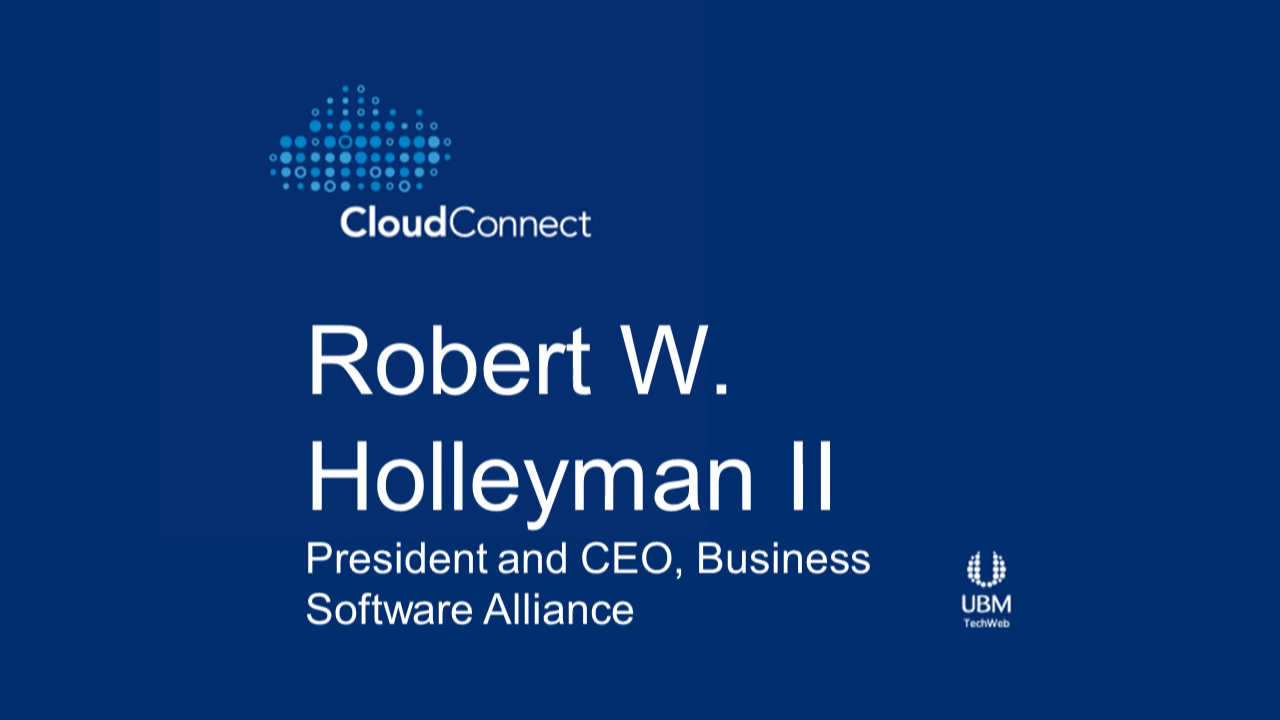 CloudConnect
Robert W.
Holleyman II
President and CEO, Business
Software Alliance
UBM
TechWeb